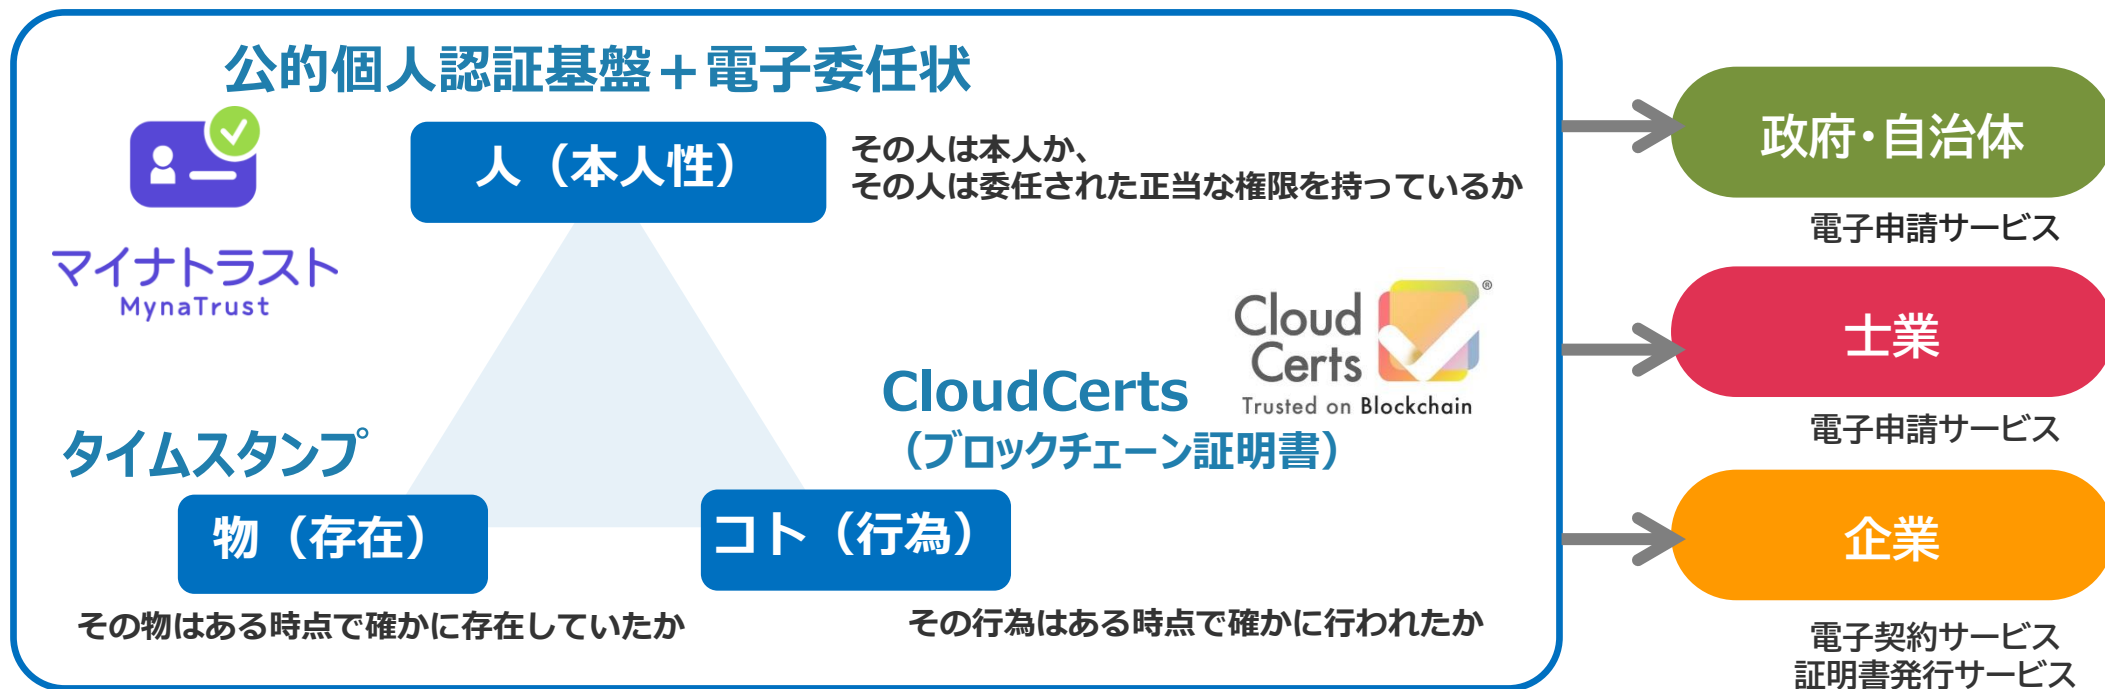 公的個人認証基盤＋電子委任状
マイナトラスト
MynaTrust
人（本人性）
その人は本人か、
その人は委任された正当な権限を持っているか
Cloud
Certs
®
Trusted on Blockchain
CloudCerts
（ブロックチェーン証明書）
タイムスタンプ
物（存在）
コト（行為）
その物はある時点で確かに存在していたか
その行為はある時点で確かに行われたか
政府・自治体
電子申請サービス
士業
電子申請サービス
企業
電子契約サービス
証明書発行サービス